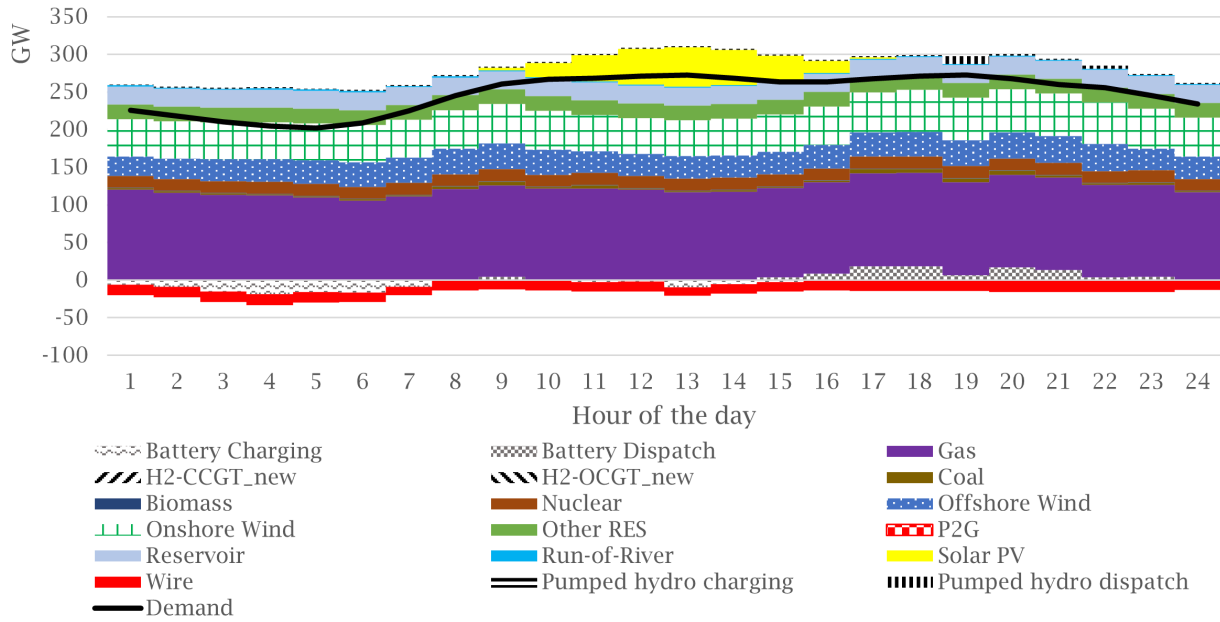 350
GW
300
250
200
150
100
50
0
-50
-100
1 2 3 4 5 6 7 8 9 10 11 12 13 14 15 16 17 18 19 20 21 22 23 24
Hour of the day
Battery Charging Battery Dispatch Gas
H2-CCGT_new H2-OCGT_new Coal
Biomass Nuclear Offshore Wind
Onshore Wind Other RES P2G
Reservoir Run-of-River Solar PV
Wire Pumped hydro charging Pumped hydro dispatch
Demand